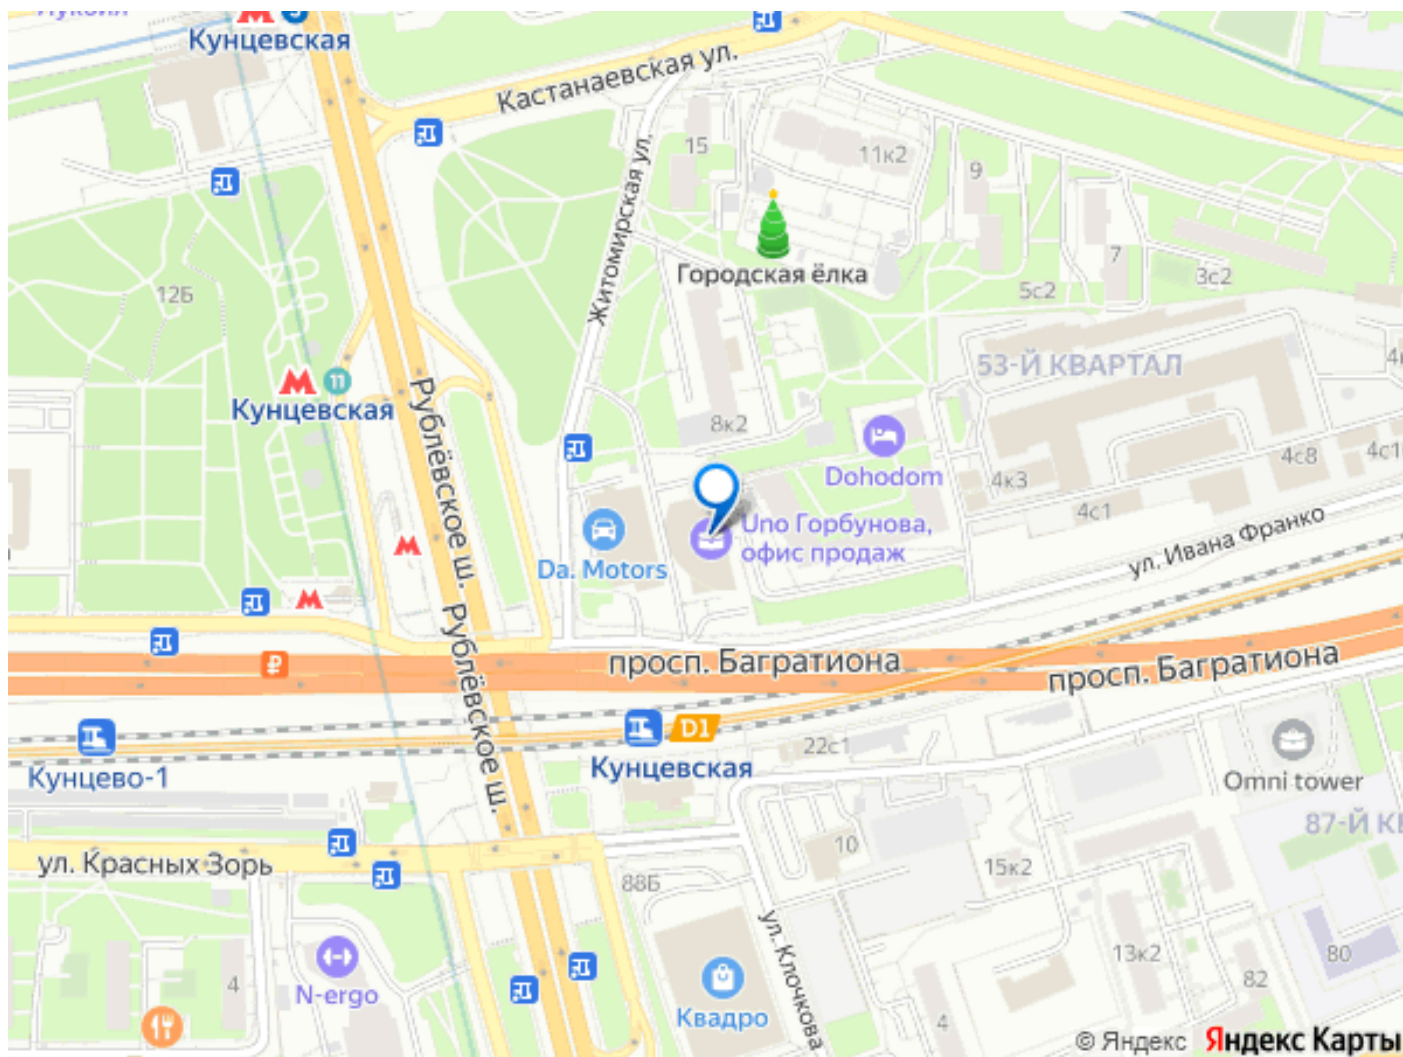 Кунцевская
Кастанаевская ул.
15
11к2
9
Житомирская ул.
Городская ёлка
7
3с2
5с2
12Б
53-Й КВАРТАЛ
11
Кунцевская
Рублёвское ш.
8к2
Dohodom
4с8
4к3
4с1
Uno Горбунова,
офис продаж
ул. Ивана Франко
Da. Motors
Рублёвское ш.
просп. Багратиона
просп. Багратиона
D1
22с1
Кунцево-1
Кунцевская
Omni tower
ул. Красных Зорь
10
15к2
88Б
ул. Клочкова
13к2
80
82
4
N-ergo
Квадро
4
© Яндекс Яндекс Карты